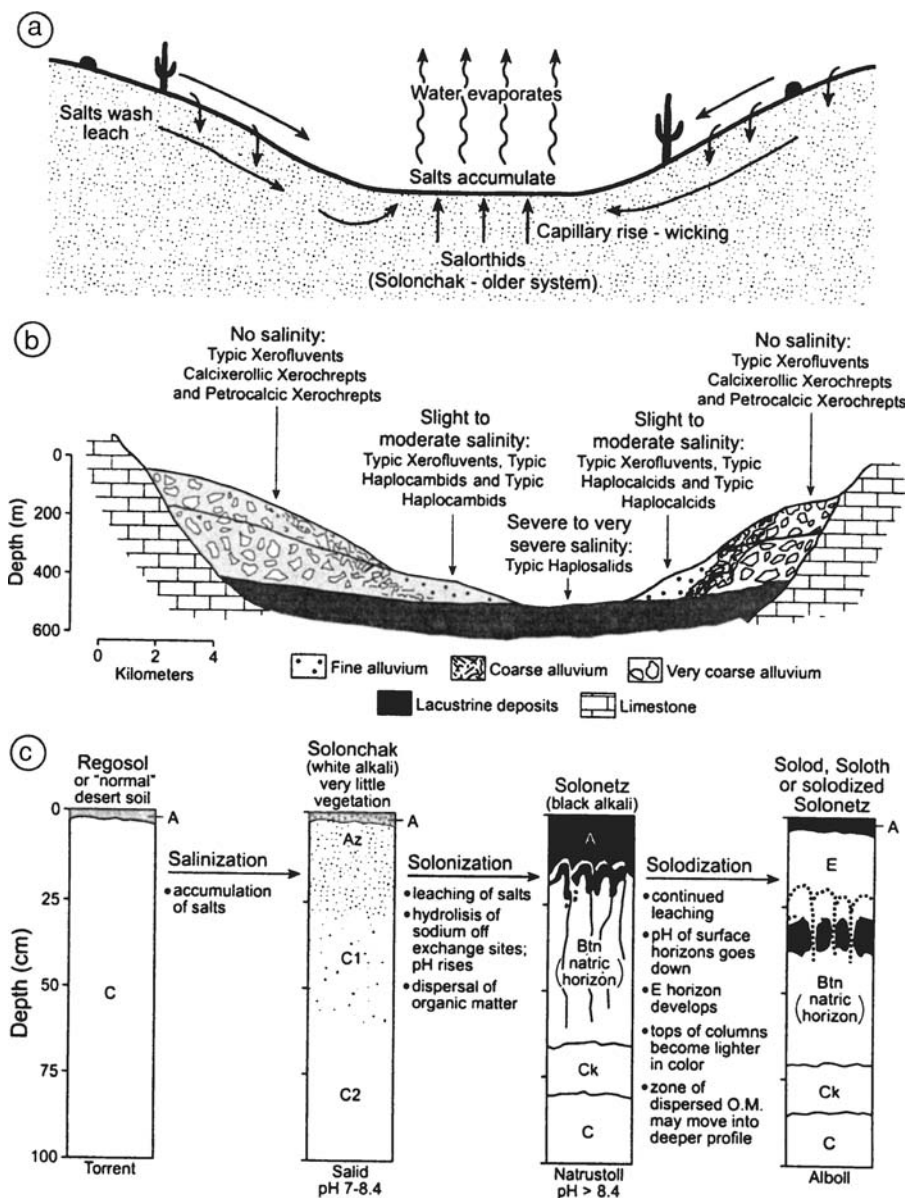 a
Water evaporates
Salts wash
leach
Salts accumulate
Capillary rise - wicking
Salorthids
(Solonchak - older system)
b
No salinity:
Typic Xerofluvents
Calcixerollic Xerochrepts
and Petrocalcic Xerochrepts
Slight to
moderate salinity:
Typic Xerofluvents, Typic
Haplocambids and Typic
Haplocambids
Severe to very
severe salinity:
Typic Haplosalids
Slight to
moderate salinity:
Typic Xerofluvents, Typic
Haplocalcids and Typic
Haplocalcids
No salinity:
Typic Xerofluvents
Calcixerollic Xerochrepts
and Petrocalcic Xerochrepts
Depth (m)
0
200
400
600
0 2 4
Kilometers
Fine alluvium
Coarse alluvium
Very coarse alluvium
Lacustrine deposits
Limestone
c
Depth (cm)
0
25
50
75
100
Regosol
or "normal"
desert soil
A
C
Torrent
Salinization
• accumulation
of salts
Solonchak
(white alkali)
very little
vegetation
A
Az
C1
C2
Salid
pH 7-8.4
Solonization
• leaching of salts
• hydrolisis of
sodium off
exchange sites;
pH rises
• dispersal of
organic matter
Solonetz
(black alkali)
A
Btn
(natric
horizon)
Ck
C
Natrustoll
pH > 8.4
Solodization
• continued
leaching
• pH of surface
horizons goes
down
• E horizon
develops
• tops of columns
become lighter
in color
• zone of
dispersed O.M.
may move into
deeper profile
Solod, Soloth
or solodized
Solonetz
A
E
Btn
(natric
horizon)
Ck
C
Alboll